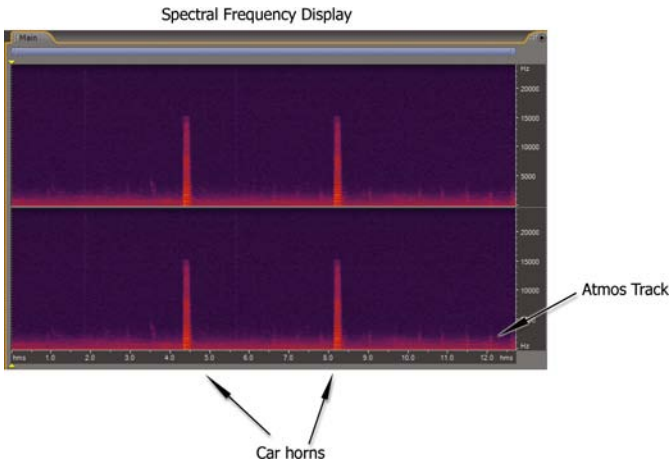 Spectral Frequency Display
Main
Hz
20000
15000
10000
5000
20000
15000
10000
Hz
hms 1.0 2.0 3.0 4.0 5.0 6.0 7.0 8.0 9.0 10.0 11.0 12.0 hms
Atmos Track
Car horns